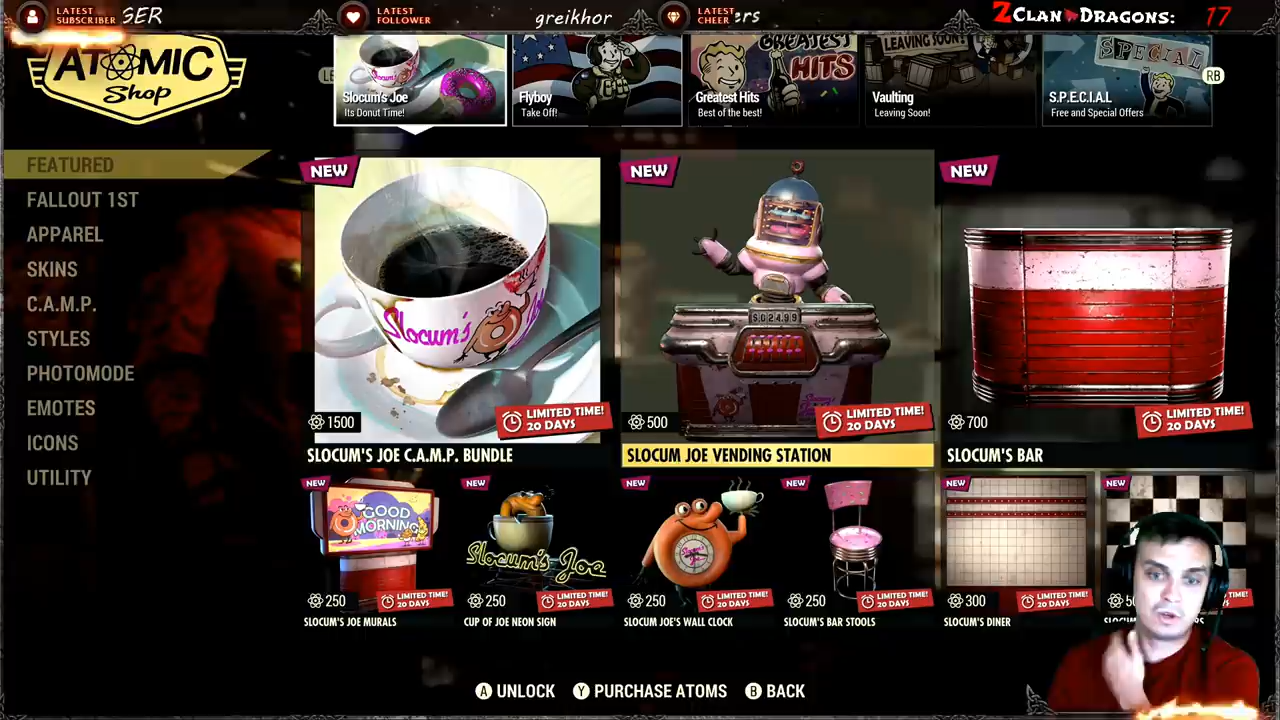 LATEST
SUBSCRIBER
LATEST
FOLLOWER
greikhor
LATEST
CHEER
ZClan Dragons: 17
ATOMIC
Shop
Slocum's Joe
Its Donut Time!
Flyboy
Take Off!
GREATEST
HITS
Greatest Hits
Best of the best!
LEAVING SOON!
Vaulting
Leaving Soon!
SPECIAL
S.P.E.C.I.A.L
Free and Special Offers
RB
FEATURED
FALLOUT 1ST
APPAREL
SKINS
C.A.M.P.
STYLES
PHOTOMODE
EMOTES
ICONS
UTILITY
NEW
Slocum's
1500
LIMITED TIME!
20 DAYS
SLOCUM'S JOE C.A.M.P. BUNDLE
NEW
500
LIMITED TIME!
20 DAYS
SLOCUM JOE VENDING STATION
NEW
700
LIMITED TIME!
20 DAYS
SLOCUM'S BAR
NEW
GOOD
MORNING
250
LIMITED TIME!
20 DAYS
SLOCUM'S JOE MURALS
NEW
Slocum's Joe
250
LIMITED TIME!
20 DAYS
CUP OF JOE NEON SIGN
NEW
250
LIMITED TIME!
20 DAYS
SLOCUM JOE'S WALL CLOCK
NEW
250
LIMITED TIME!
20 DAYS
SLOCUM'S BAR STOOLS
NEW
300
LIMITED TIME!
20 DAYS
SLOCUM'S DINER
NEW
A UNLOCK
Y PURCHASE ATOMS
B BACK